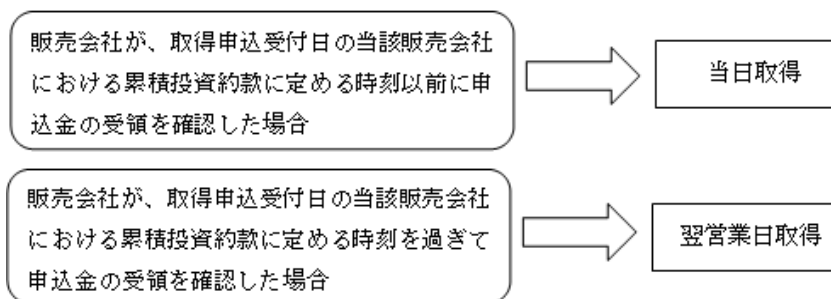 販売会社が、取得申込受付日の当該販売会社
における累積投資約款に定める時刻以前に申
込金の受領を確認した場合
当日取得
販売会社が、取得申込受付日の当該販売会社
における累積投資約款に定める時刻を過ぎて
申込金の受領を確認した場合
翌営業日取得